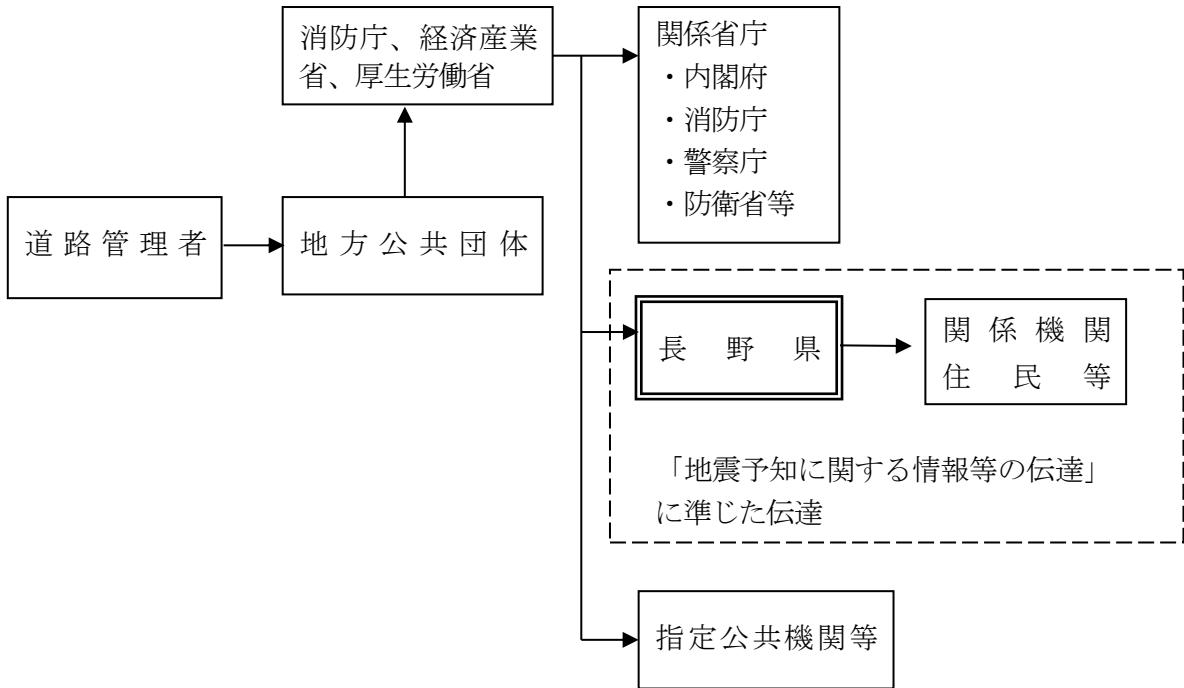 消防庁、経済産業
省、厚生労働省
関係省庁
・内閣府
・消防庁
・警察庁
・防衛省等
道路管理者
地方公共団体
長野県
関係機関
住民等
「地震予知に関する情報等の伝達」
に準じた伝達
指定公共機関等